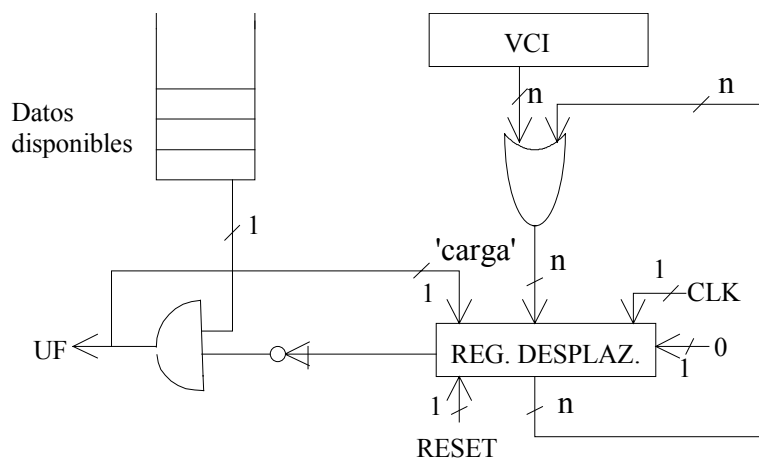 VCI
n
n
Datos
disponibles
1
'carga'
n
1
1
CLK
UF
REG. DESPLAZ.
0
1
1
n
RESET